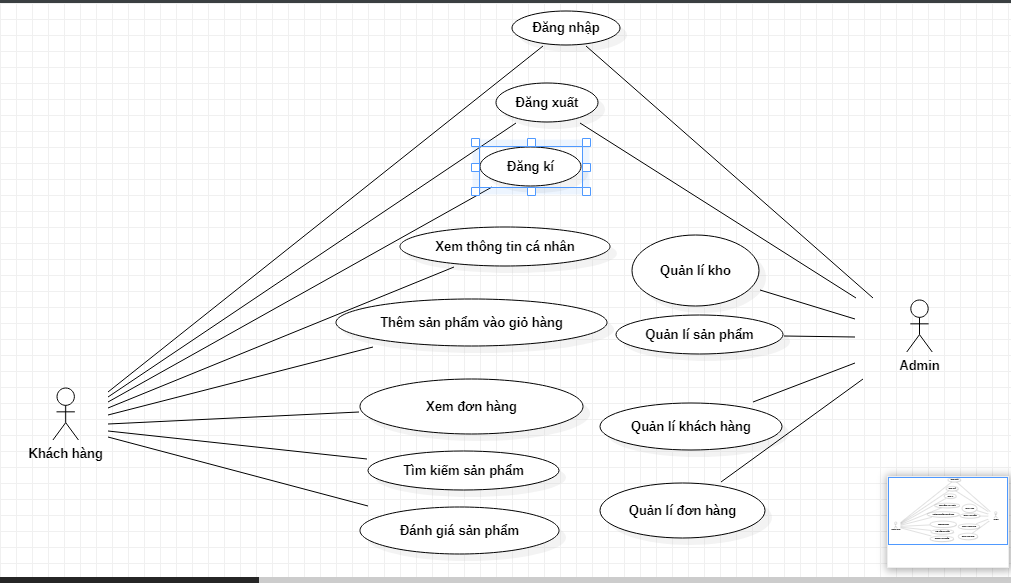 Đăng nhập
Đăng xuất
Đăng kí
Xem thông tin cá nhân
Quản lí kho
Thêm sản phẩm vào giỏ hàng
Quản lí sản phẩm
Admin
Xem đơn hàng
Quản lí khách hàng
Khách hàng
Tìm kiếm sản phẩm
Quản lí đơn hàng
Đánh giá sản phẩm